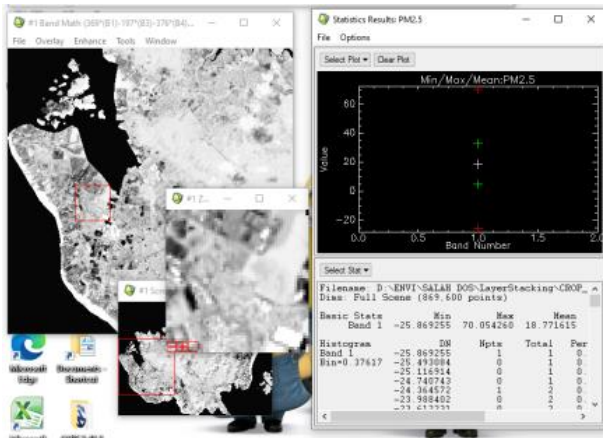 #1 Band Math (369*(B1)-197*(B3)-376*(B4)...
File Overlay Enhance Tools Window
#1 Z...
#1 Sc
Microsoft Edge
Documents - Shortcut
Microsoft
Statistics Results: PM2.5
File Options
Select Plot Clear Plot
Min/Max/Mean:PM2.5
Value
60
40
20
0
-20
0.0 0.5 1.0 1.5 2.0
Band Number
Select Stat
Filename: D:\ENVI\SALAH DOS\LayerStacking\CROP_
Dims: Full Scene (869,600 points)
Basic Stats Min Max Mean
Band 1 -25.869255 70.054260 18.771615
Histogram DN Npts Total Per
Band 1 -25.869255 1 1 0.
Bin=0.37617 -25.493084 0 1 0.
-25.116914 0 1 0.
-24.740743 0 1 0.
-24.364572 1 2 0.
-23.988402 0 2 0.